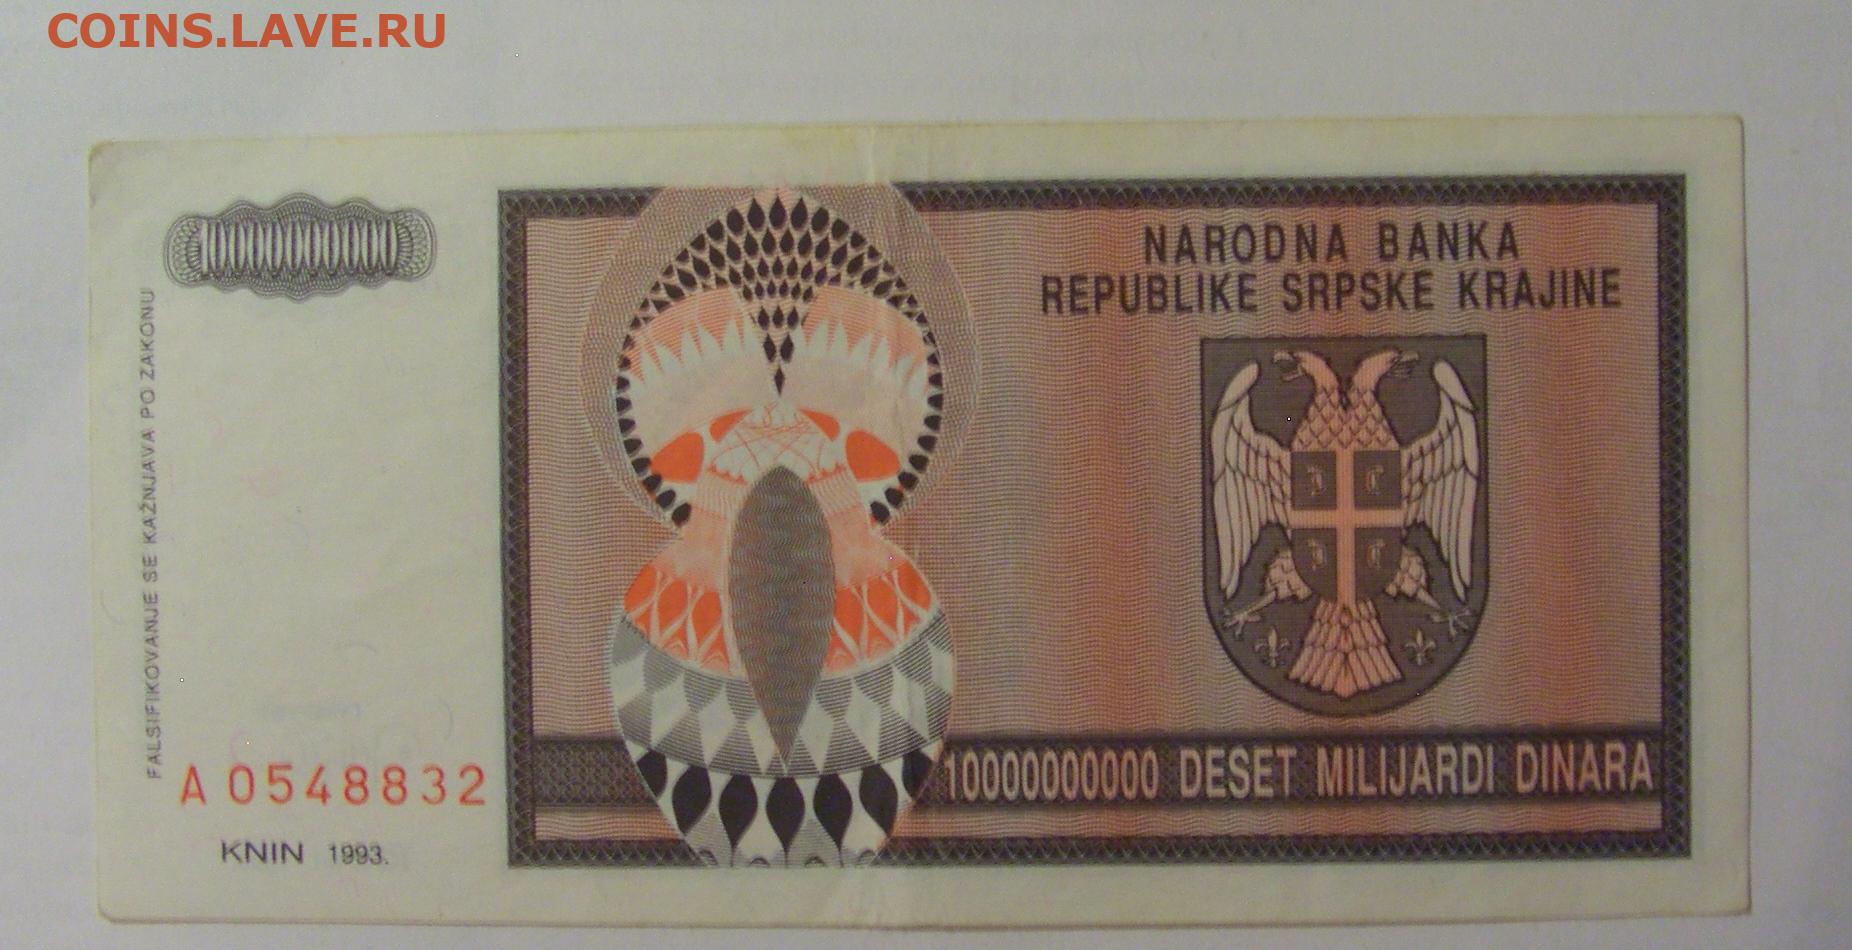 COINS.LAVE.RU
10000000000
NARODNA BANKA
REPUBLIKE SRPSKE KRAJINE
FALSIFIKOVANJE SE KAŽNJAVA PO ZAKONU
10000000000 DESET MILIJARDI DINARA
A 0548832
KNIN 1993.